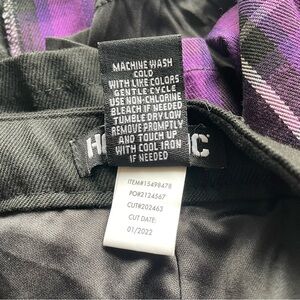 MACHINE WASH
COLD
WITH LIKE COLORS
GENTLE CYCLE
USE NON-CHLORINE
BLEACH IF NEEDED
TUMBLE DRY LOW
REMOVE PROMPTLY
AND TOUCH UP
WITH COOL IRON
IF NEEDED
ITEM#15498478
PO#2124567
CUT#202463
CUT DATE:
01/2022